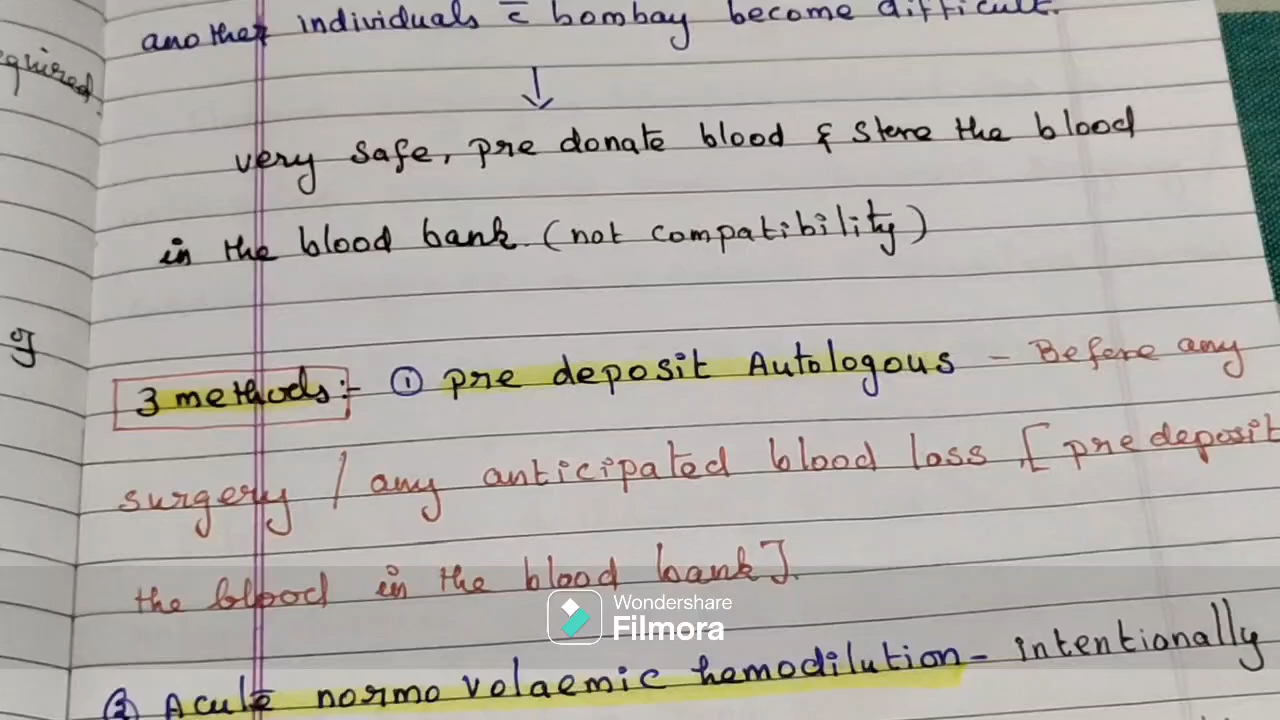 another individuals c̄ bombay become difficult.
equired.
↓
very safe, pre donate blood & store the blood
in the blood bank (not compatibility)
g
3 methods:- ① pre deposit Autologous - Before any
surgery / any anticipated blood loss [predeposit
the blood in the blood bank].
Wondershare
Filmora
② Acute normo volaemic hemodilution - intentionally